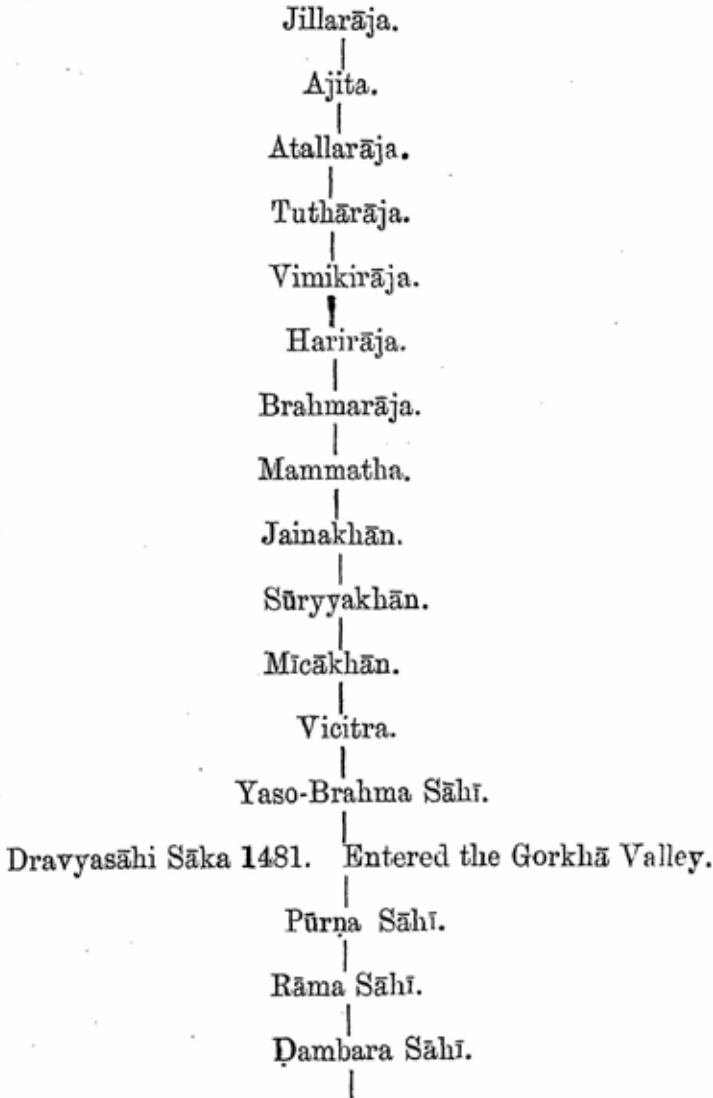 Jillarāja.
Ajita.
Atallarāja.
Tuthārāja.
Vimikirāja.
Harirāja.
Brahmarāja.
Mammatha.
Jainakhān.
Sūryyakhān.
Mīcākhān.
Vicitra.
Yaso-Brahma Sāhī.
Dravyasāhi Sāka 1481. Entered the Gorkhā Valley.
Pūrṇa Sāhī.
Rāma Sāhī.
Ḍambara Sāhī.